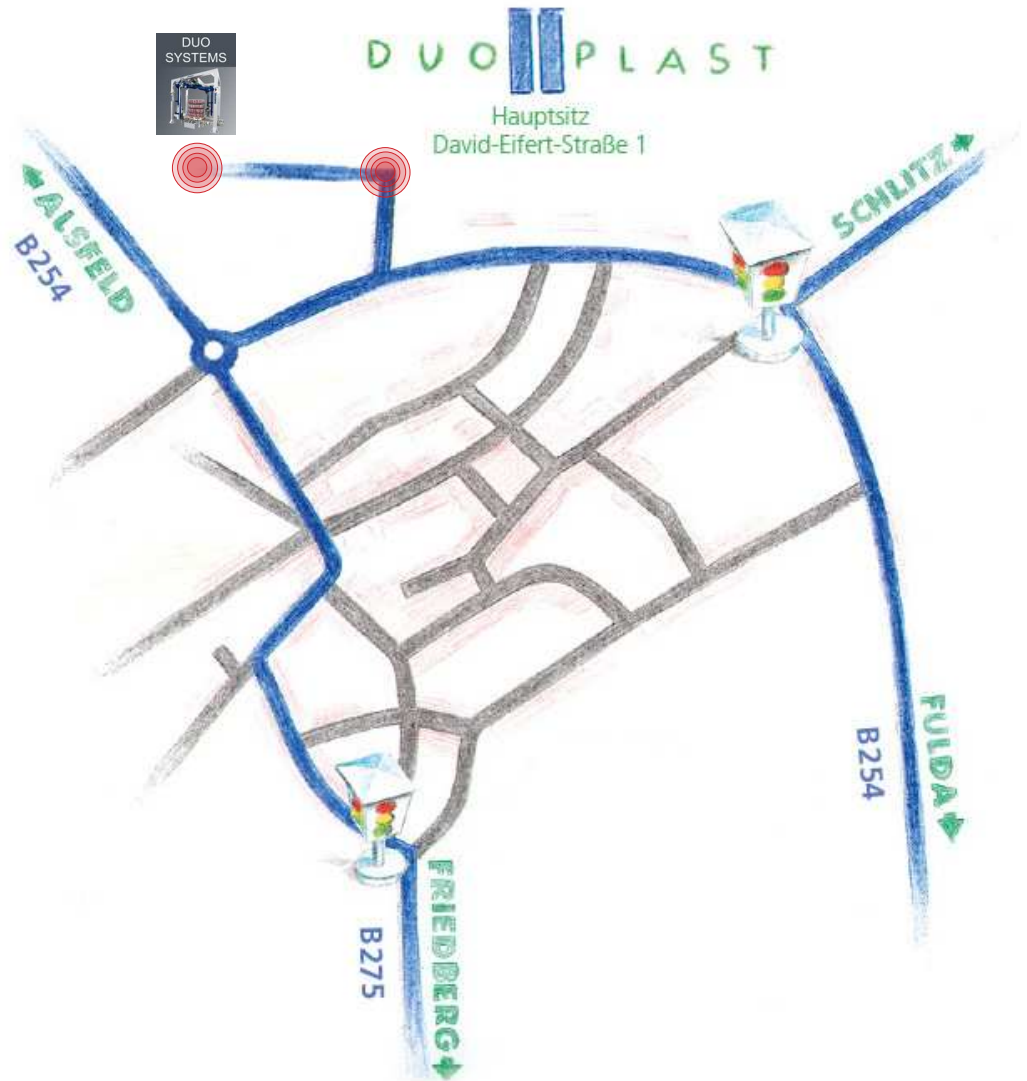 DUO
SYSTEMS
DUO PLAST
Hauptsitz
David-Eifert-Straße 1
ALSFELD
B254
SCHLITZ
B254
FULDA
B275
FRIEDBERG